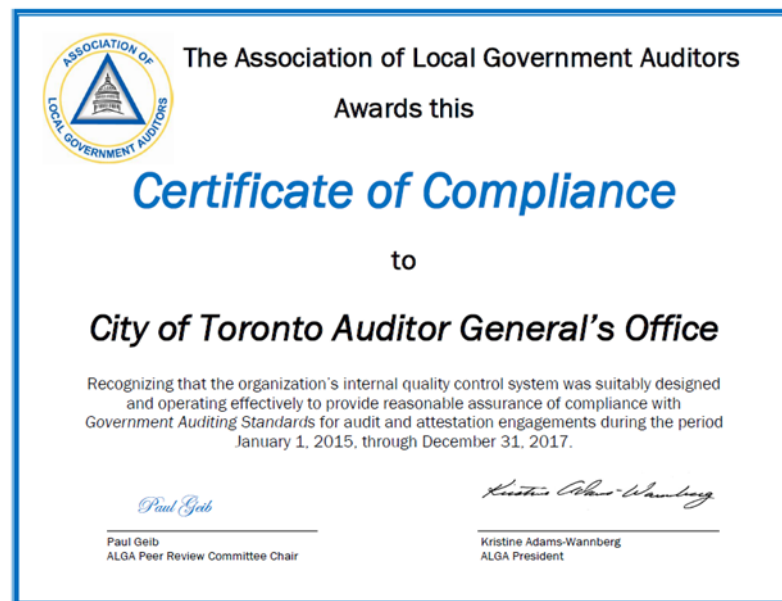 ASSOCIATION OF
LOCAL GOVERNMENT AUDITORS
The Association of Local Government Auditors
Awards this
Certificate of Compliance
to
City of Toronto Auditor General's Office
Recognizing that the organization's internal quality control system was suitably designed
and operating effectively to provide reasonable assurance of compliance with
Government Auditing Standards for audit and attestation engagements during the period
January 1, 2015, through December 31, 2017.
Paul Geib
Kristine Adams-Wannberg
Paul Geib
ALGA Peer Review Committee Chair
Kristine Adams-Wannberg
ALGA President